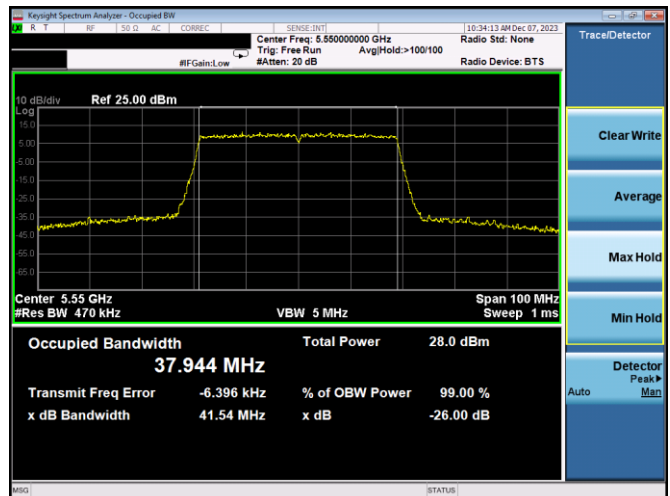 Keysight Spectrum Analyzer - Occupied BW
R T RF 50 Ω AC CORREC SENSE:INT 10:34:13 AM Dec 07, 2023
Center Freq: 5.550000000 GHz Radio Std: None
Trig: Free Run Avg|Hold:>100/100
#IFGain:Low #Atten: 20 dB Radio Device: BTS
Trace/Detector
10 dB/div Ref 25.00 dBm
Log
15.0
5.00
-5.00
-15.0
-25.0
-35.0
-45.0
-55.0
-65.0
Center 5.55 GHz Span 100 MHz
#Res BW 470 kHz VBW 5 MHz Sweep 1 ms
Occupied Bandwidth Total Power 28.0 dBm
37.944 MHz
Transmit Freq Error -6.396 kHz % of OBW Power 99.00 %
x dB Bandwidth 41.54 MHz x dB -26.00 dB
Clear Write
Average
Max Hold
Min Hold
Detector
Peak▶
Auto Man
MSG STATUS